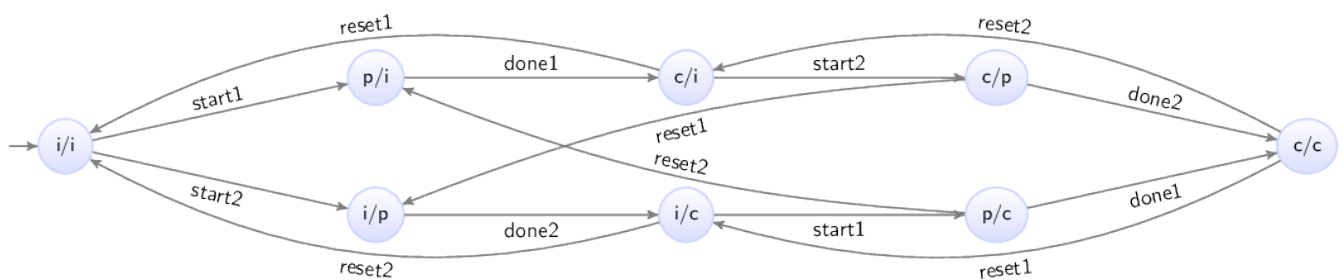 reset1
reset2
p/i
done1
c/i
start2
c/p
start1
done2
reset1
i/i
c/c
reset2
start2
i/p
done2
i/c
start1
p/c
done1
reset2
reset1